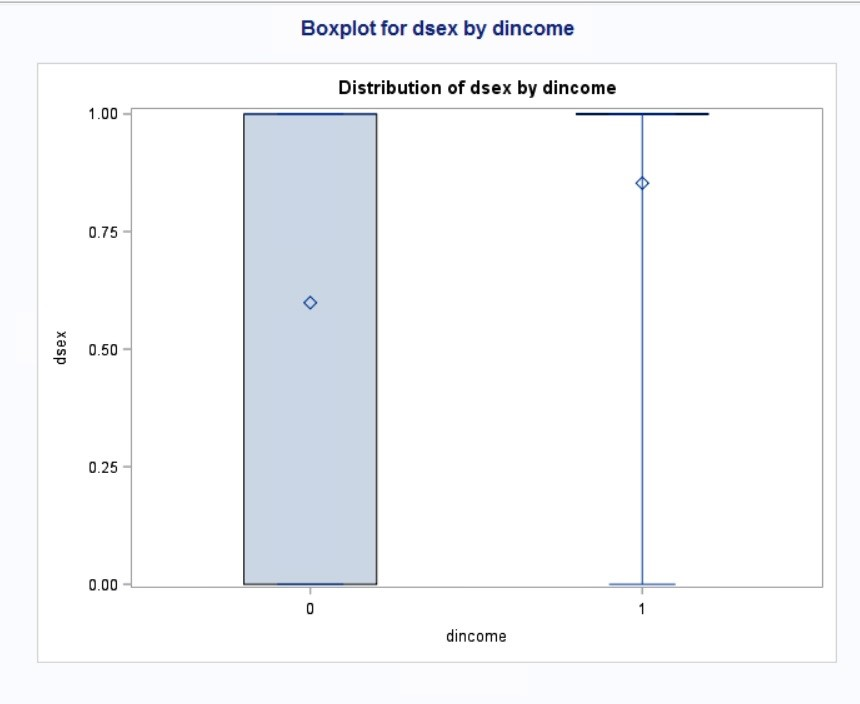 Boxplot for dsex by dincome
Distribution of dsex by dincome
1.00
0.75
0.50
0.25
0.00
dsex
0 1
dincome